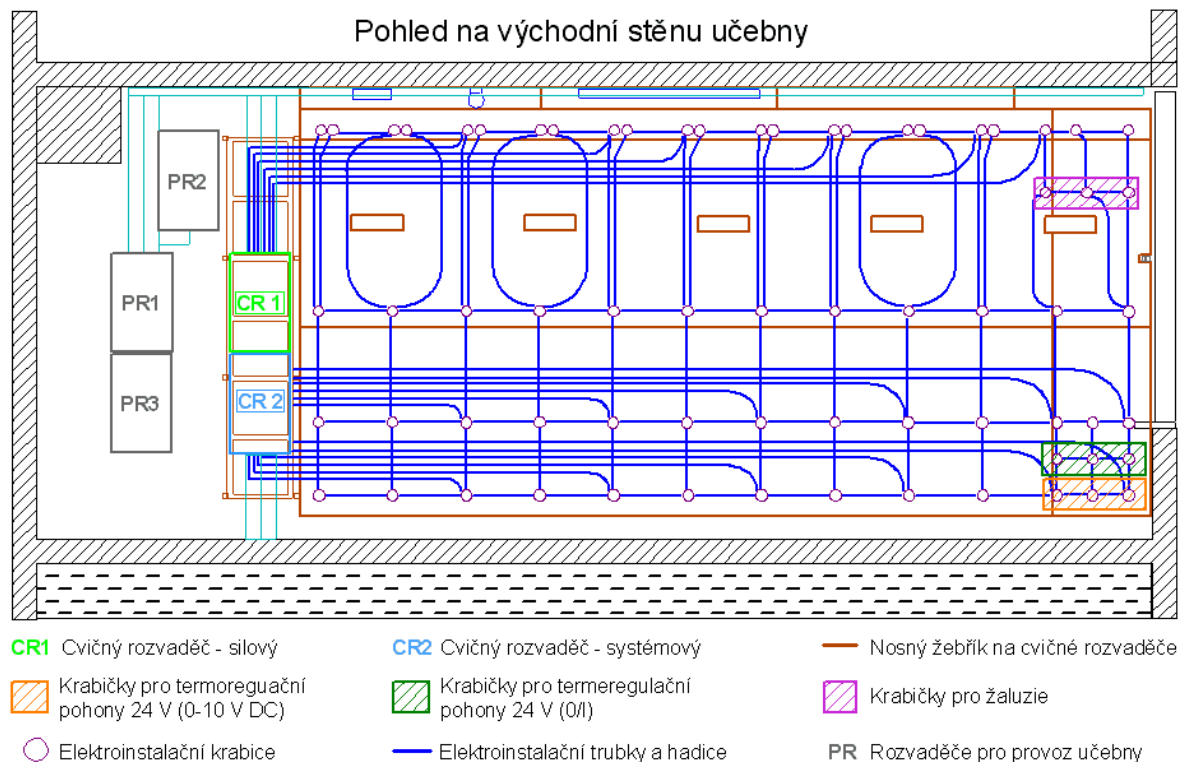 Pohled na východní stěnu učebny
PR2
PR1
CR 1
PR3
CR 2
CR1 Cvičný rozvaděč - silový
CR2 Cvičný rozvaděč - systémový
Nosný žebřík na cvičné rozvaděče
Krabičky pro termoreguační
pohony 24 V (0-10 V DC)
Krabičky pro termeregulační
pohony 24 V (0/I)
Krabičky pro žaluzie
Elektroinstalační krabice
Elektroinstalační trubky a hadice
PR Rozvaděče pro provoz učebny